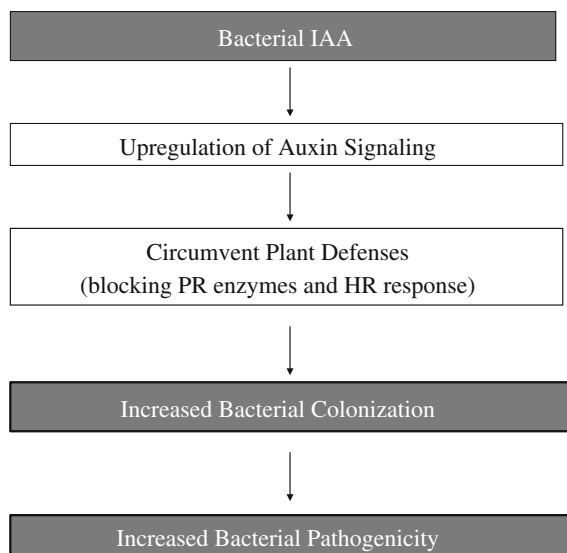 Bacterial IAA
Upregulation of Auxin Signaling
Circumvent Plant Defenses
(blocking PR enzymes and HR response)
Increased Bacterial Colonization
Increased Bacterial Pathogenicity